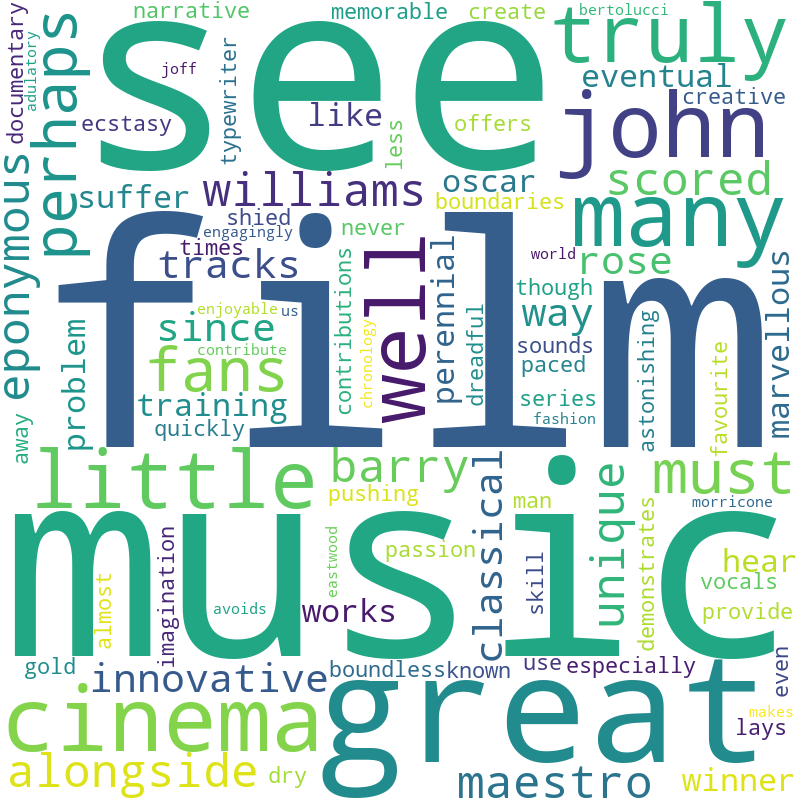 narrative
memorable
create
bertolucci
documentary
adulatory
perhaps
see
truly
joff
typewriter
ecstasy
like
less
offers
eventual
creative
john
eponymous
suffer
williams
oscar
boundaries
scored
many
shied
engagingly
never
times
tracks
film
well
perennial
world
rose
contributions
though
way
marvellous
since
enjoyable
us
contribute
chronology
dreadful
sounds
paced
astonishing
favourite
problem
fans
training
quickly
series
fashion
away
little
barry
classical
must
pushing
man
unique
morricone
music
imagination
eastwood
passion
skill
demonstrates
hear
vocals
almost
avoids
works
provide
gold
innovative
boundless
known
use
especially
even
cinema
great
makes
lays
alongside
dry
maestro
winner